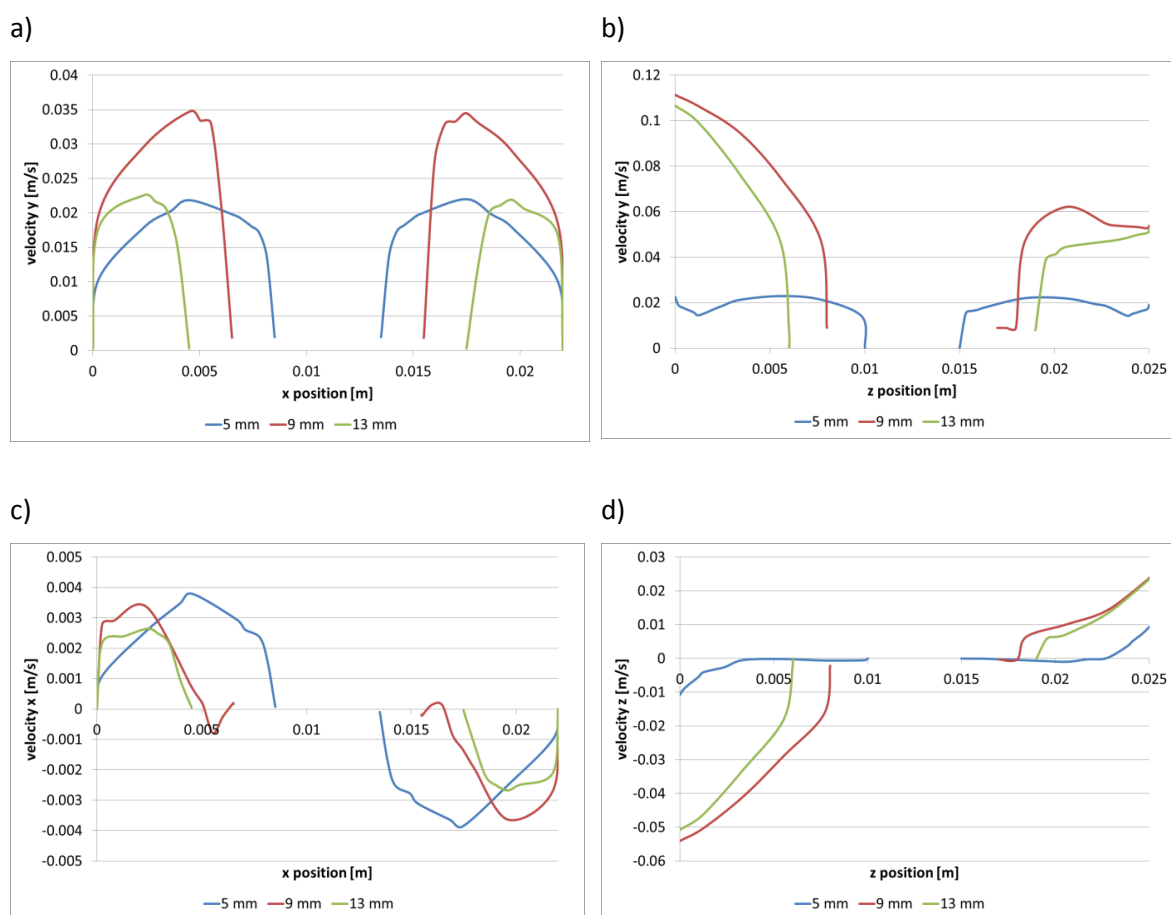 a)
velocity y [m/s]
0.04
0.035
0.03
0.025
0.02
0.015
0.01
0.005
0
0 0.005 0.01 0.015 0.02
x position [m]
5 mm 9 mm 13 mm
b)
velocity y [m/s]
0.12
0.1
0.08
0.06
0.04
0.02
0
0 0.005 0.01 0.015 0.02 0.025
z position [m]
5 mm 9 mm 13 mm
c)
velocity x [m/s]
0.005
0.004
0.003
0.002
0.001
0
-0.001
-0.002
-0.003
-0.004
-0.005
0 0.005 0.01 0.015 0.02
x position [m]
5 mm 9 mm 13 mm
d)
velocity z [m/s]
0.03
0.02
0.01
0
-0.01
-0.02
-0.03
-0.04
-0.05
-0.06
0 0.005 0.01 0.015 0.02 0.025
z position [m]
5 mm 9 mm 13 mm